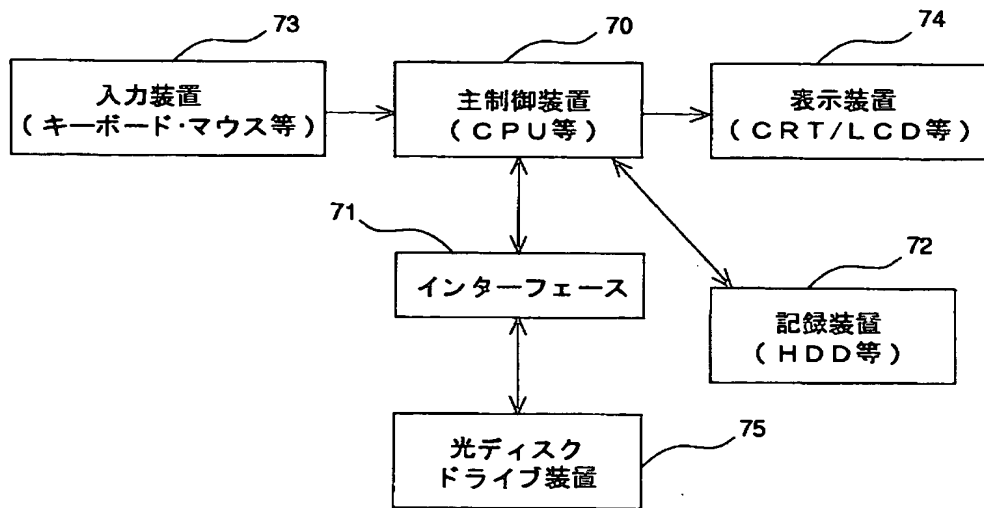 73
入力装置
(キーボード・マウス等)
70
主制御装置
(CPU等)
74
表示装置
(CRT/LCD等)
71
インターフェース
72
記録装置
(HDD等)
75
光ディスク
ドライブ装置